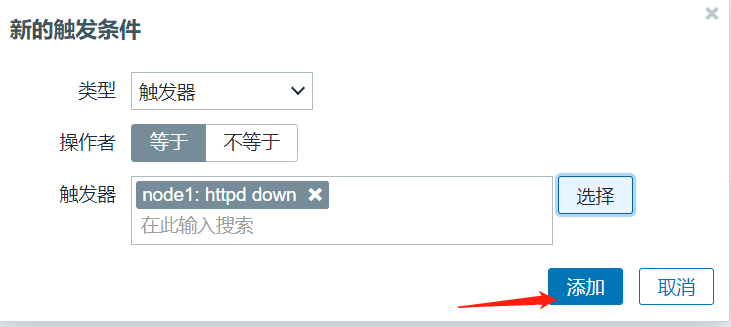 新的触发条件
类型 触发器
操作者 等于 不等于
触发器 node1: httpd down 选择
在此输入搜索
添加 取消